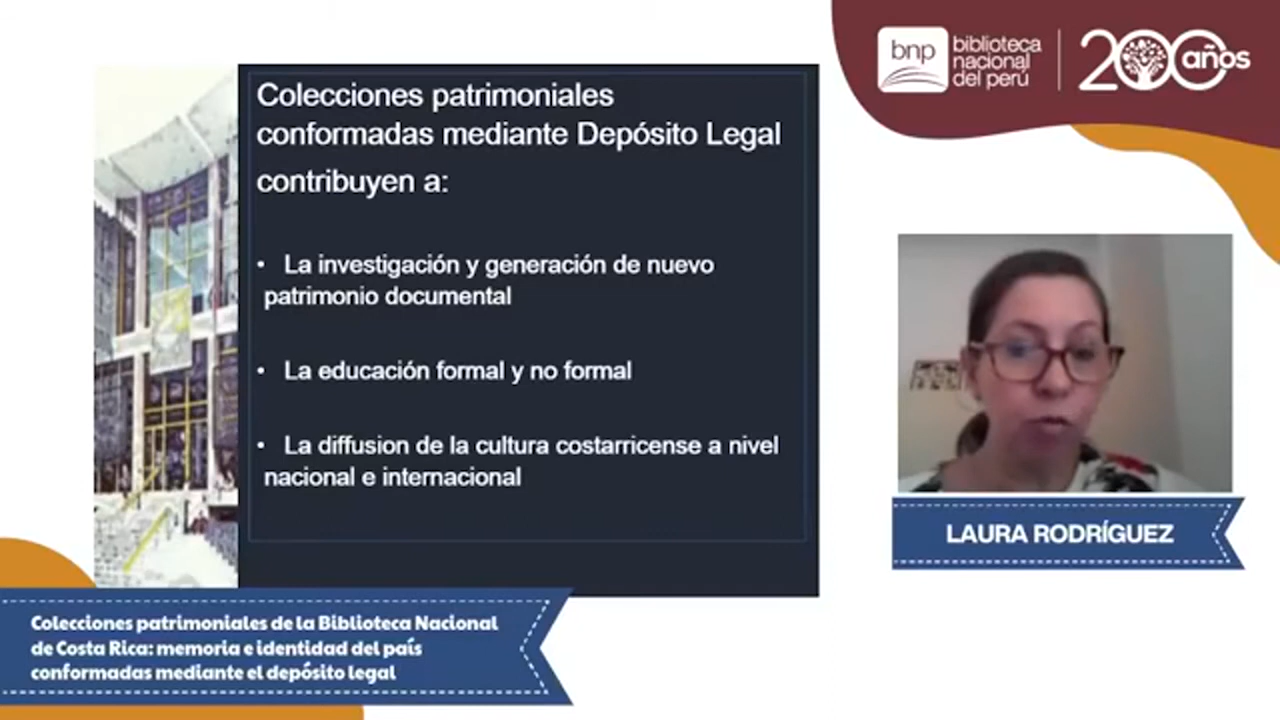 bnp
biblioteca
nacional
del perú
200 años
Colecciones patrimoniales
conformadas mediante Depósito Legal
contribuyen a:
• La investigación y generación de nuevo
patrimonio documental
• La educación formal y no formal
• La diffusion de la cultura costarricense a nivel
nacional e internacional
LAURA RODRÍGUEZ
Colecciones patrimoniales de la Biblioteca Nacional
de Costa Rica: memoria e identidad del país
conformadas mediante el depósito legal